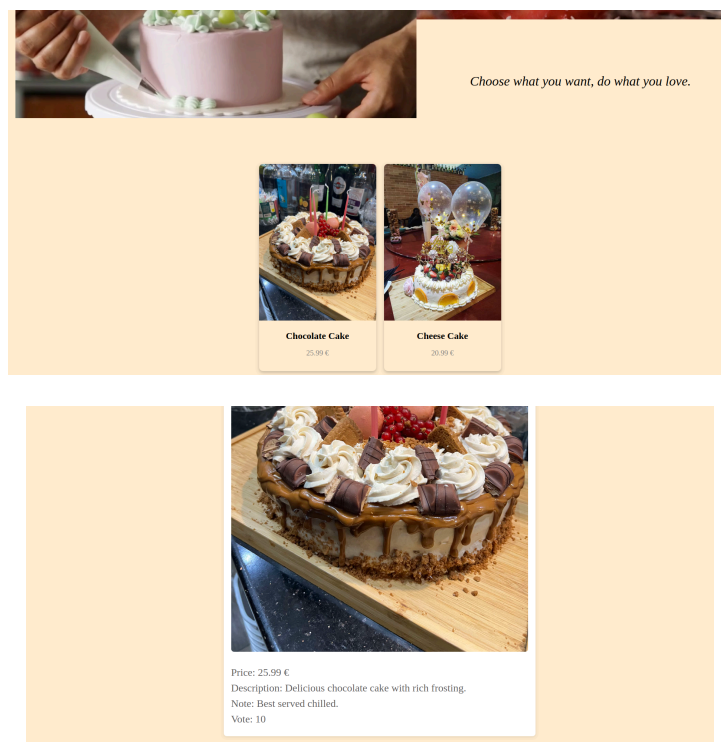 Choose what you want, do what you love.
Chocolate Cake
25.99 €
Cheese Cake
20.99 €
Price: 25.99 €
Description: Delicious chocolate cake with rich frosting.
Note: Best served chilled.
Vote: 10